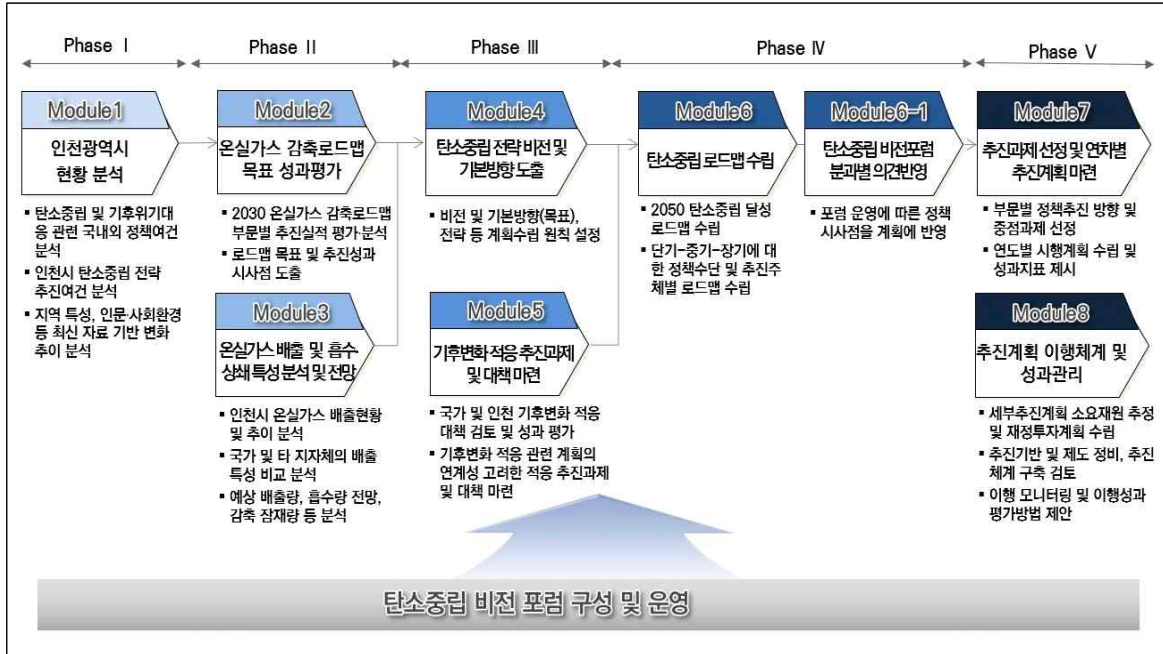 Phase Ⅰ
Phase Ⅱ
Phase Ⅲ
Phase Ⅳ
Phase Ⅴ
Module1
인천광역시
현황 분석
▪ 탄소중립 및 기후위기대
응 관련 국내외 정책여건
분석
▪ 인천시 탄소중립 전략
추진여건 분석
▪ 지역 특성, 인문·사회환경
등 최신 자료 기반 변화
추이 분석
Module2
온실가스 감축로드맵
목표 성과평가
▪ 2030 온실가스 감축로드맵
부문별 추진실적 평가·분석
▪ 로드맵 목표 및 추진성과
시사점 도출
Module3
온실가스 배출 및 흡수·
상쇄 특성 분석 및 전망
▪ 인천시 온실가스 배출현황
및 추이 분석
▪ 국가 및 타 지자체의 배출
특성 비교 분석
▪ 예상 배출량, 흡수량 전망,
감축 잠재량 등 분석
Module4
탄소중립 전략 비전 및
기본방향 도출
▪ 비전 및 기본방향(목표),
전략 등 계획수립 원칙 설정
Module5
기후변화 적응 추진과제
및 대책 마련
▪ 국가 및 인천 기후변화 적응
대책 검토 및 성과 평가
▪ 기후변화 적응 관련 계획의
연계성 고려한 적응 추진과제
및 대책 마련
Module6
탄소중립 로드맵 수립
▪ 2050 탄소중립 달성
로드맵 수립
▪ 단기-중기-장기에 대
한 정책수단 및 추진주
체별 로드맵 수립
Module6-1
탄소중립 비전포럼
분과별 의견반영
▪ 포럼 운영에 따른 정책
시사점을 계획에 반영
Module7
추진과제 선정 및 연차별
추진계획 마련
▪ 부문별 정책추진 방향 및
중점과제 선정
▪ 연도별 시행계획 수립 및
성과지표 제시
Module8
추진계획 이행체계 및
성과관리
▪ 세부추진계획 소요재원 추정
및 재정투자계획 수립
▪ 추진기반 및 제도 정비, 추진
체계 구축 검토
▪ 이행 모니터링 및 이행성과
평가방법 제안
탄소중립 비전 포럼 구성 및 운영